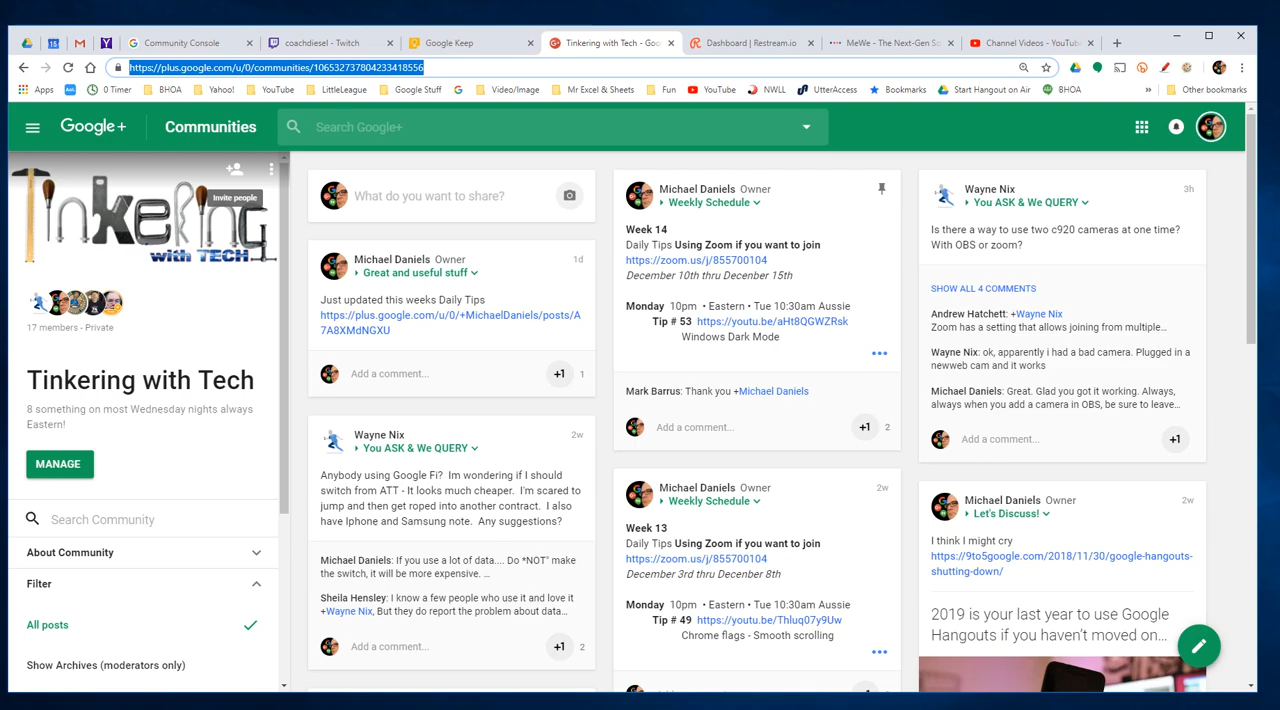 Community Console
coachdiesel - Twitch
Google Keep
Tinkering with Tech - Goo
Dashboard | Restream.io
MeWe - The Next-Gen S
Channel Videos - YouTube
https://plus.google.com/u/0/communities/106532737804233418556
Apps
0 Timer
BHOA
Yahoo!
YouTube
LittleLeague
Google Stuff
Video/Image
Mr Excel & Sheets
Fun
YouTube
NWLL
UtterAccess
Bookmarks
Start Hangout on Air
BHOA
Other bookmarks
Google+
Communities
Search Google+
Tinkering
with TECH
Invite people
17 members - Private
Tinkering with Tech
8 something on most Wednesday nights always
Eastern!
MANAGE
Search Community
About Community
Filter
All posts
Show Archives (moderators only)
What do you want to share?
Michael Daniels Owner
1d
Great and useful stuff
Just updated this weeks Daily Tips
https://plus.google.com/u/0/+MichaelDaniels/posts/A
7A8XMdNGXU
Add a comment...
+1
1
Wayne Nix
2w
You ASK & We QUERY
Anybody using Google Fi? Im wondering if I should
switch from ATT - It looks much cheaper. I'm scared to
jump and then get roped into another contract. I also
have Iphone and Samsung note. Any suggestions?
Michael Daniels: If you use a lot of data.... Do *NOT* make
the switch, it will be more expensive. …
Sheila Hensley: I know a few people who use it and love it
+Wayne Nix, But they do report the problem about data…
Add a comment...
+1
2
Michael Daniels Owner
Weekly Schedule
Week 14
Daily Tips Using Zoom if you want to join
https://zoom.us/j/855700104
December 10th thru Decenber 15th
Monday 10pm • Eastern • Tue 10:30am Aussie
Tip # 53 https://youtu.be/aHt8QGWZRsk
Windows Dark Mode
Mark Barrus: Thank you +Michael Daniels
Add a comment...
+1
2
Michael Daniels Owner
2w
Weekly Schedule
Week 13
Daily Tips Using Zoom if you want to join
https://zoom.us/j/855700104
December 3rd thru Decenber 8th
Monday 10pm • Eastern • Tue 10:30am Aussie
Tip # 49 https://youtu.be/Thluq07y9Uw
Chrome flags - Smooth scrolling
Wayne Nix
3h
You ASK & We QUERY
Is there a way to use two c920 cameras at one time?
With OBS or zoom?
SHOW ALL 4 COMMENTS
Andrew Hatchett: +Wayne Nix
Zoom has a setting that allows joining from multiple…
Wayne Nix: ok, apparently i had a bad camera. Plugged in a
newweb cam and it works
Michael Daniels: Great. Glad you got it working. Always,
always when you add a camera in OBS, be sure to leave…
Add a comment...
+1
Michael Daniels Owner
2w
Let's Discuss!
I think I might cry
https://9to5google.com/2018/11/30/google-hangouts-
shutting-down/
2019 is your last year to use Google
Hangouts if you haven't moved on…